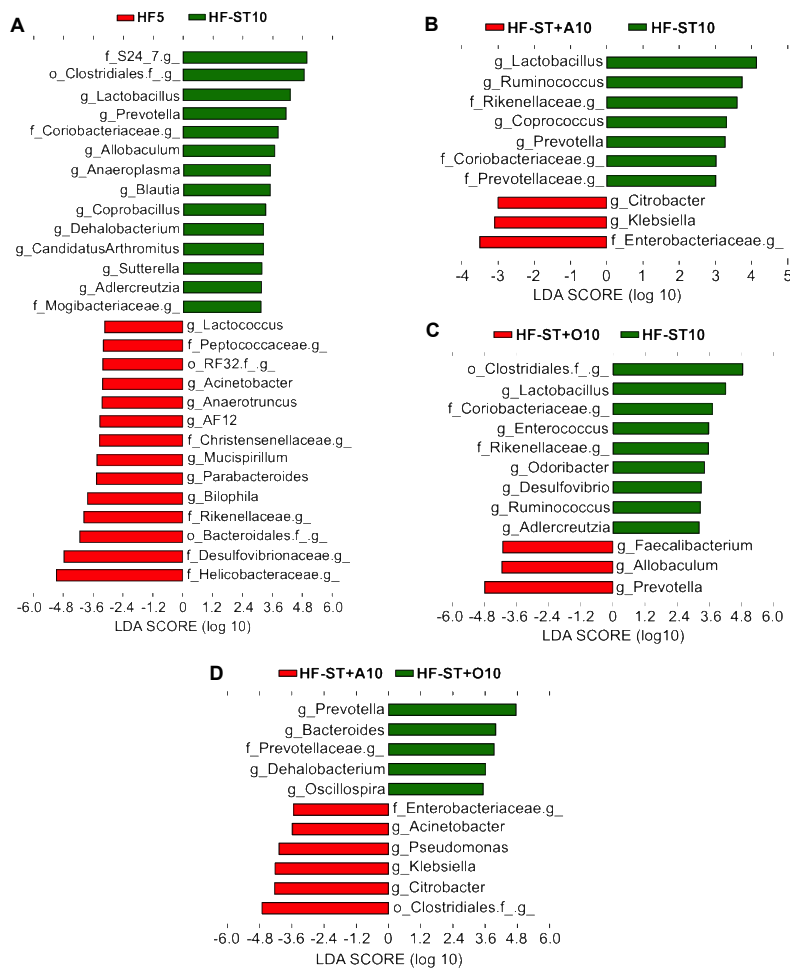 A
HF5 HF-ST10
f_S24_7.g_
o_Clostridiales.f_.g_
g_Lactobacillus
g_Prevotella
f_Coriobacteriaceae.g_
g_Allobaculum
g_Anaeroplasma
g_Blautia
g_Coprobacillus
g_Dehalobacterium
g_CandidatusArthromitus
g_Sutterella
g_Adlercreutzia
f_Mogibacteriaceae.g_
g_Lactococcus
f_Peptococcaceae.g_
o_RF32.f_.g_
g_Acinetobacter
g_Anaerotruncus
g_AF12
f_Christensenellaceae.g_
g_Mucispirillum
g_Parabacteroides
g_Bilophila
f_Rikenellaceae.g_
o_Bacteroidales.f_.g_
f_Desulfovibrionaceae.g_
f_Helicobacteraceae.g_
-6.0 -4.8 -3.6 -2.4 -1.2 0 1.2 2.4 3.6 4.8 6.0
LDA SCORE (log 10)
B
HF-ST+A10 HF-ST10
g_Lactobacillus
g_Ruminococcus
f_Rikenellaceae.g_
g_Coprococcus
g_Prevotella
f_Coriobacteriaceae.g_
f_Prevotellaceae.g_
g_Citrobacter
g_Klebsiella
f_Enterobacteriaceae.g_
-4 -3 -2 -1 0 1 2 3 4 5
LDA SCORE (log 10)
C
HF-ST+O10 HF-ST10
o_Clostridiales.f_.g_
g_Lactobacillus
f_Coriobacteriaceae.g_
g_Enterococcus
f_Rikenellaceae.g_
g_Odoribacter
g_Desulfovibrio
g_Ruminococcus
g_Adlercreutzia
g_Faecalibacterium
g_Allobaculum
g_Prevotella
-6.0 -4.8 -3.6 -2.4 -1.2 0 1.2 2.4 3.6 4.8 6.0
LDA SCORE (log10)
D
HF-ST+A10 HF-ST+O10
g_Prevotella
g_Bacteroides
f_Prevotellaceae.g_
g_Dehalobacterium
g_Oscillospira
f_Enterobacteriaceae.g_
g_Acinetobacter
g_Pseudomonas
g_Klebsiella
g_Citrobacter
o_Clostridiales.f_.g_
-6.0 -4.8 -3.6 -2.4 -1.2 0 1.2 2.4 3.6 4.8 6.0
LDA SCORE (log 10)